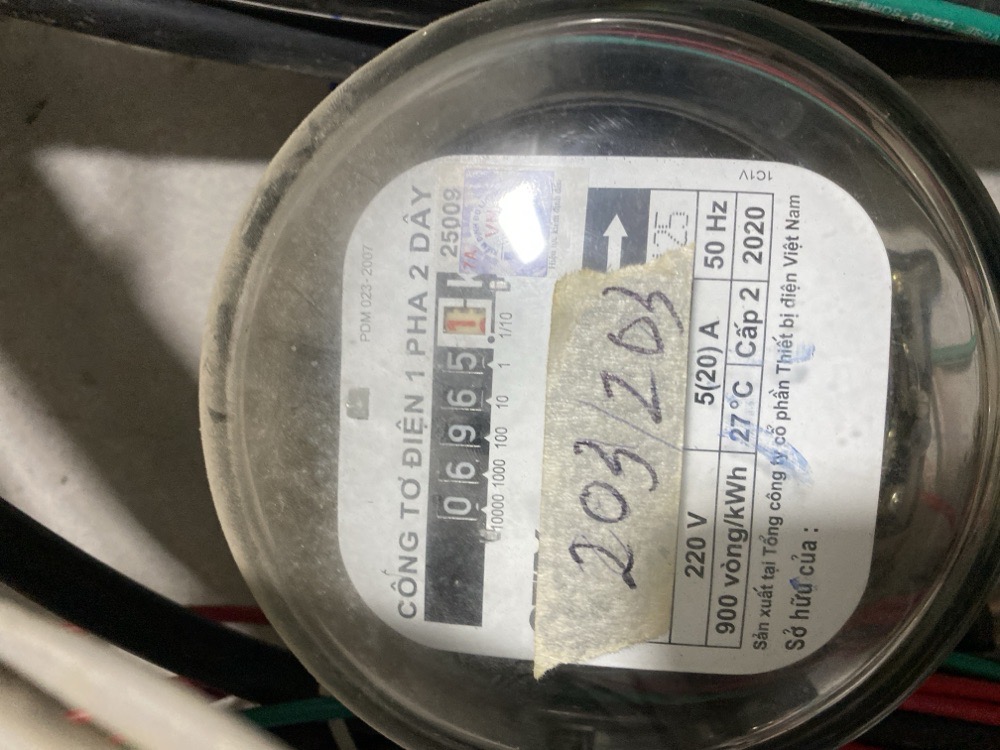 PDM 023-2007
CÔNG TƠ ĐIỆN 1 PHA 2 DÂY
069651
25009
10000 1000 100 10 1 1/10
203/203
220 V 5(20) A 50 Hz
900 vòng/kWh 27°C Cấp 2 2020
Sản xuất tại Tổng công ty cổ phần Thiết bị điện Việt Nam
Sở hữu của :
1C1V